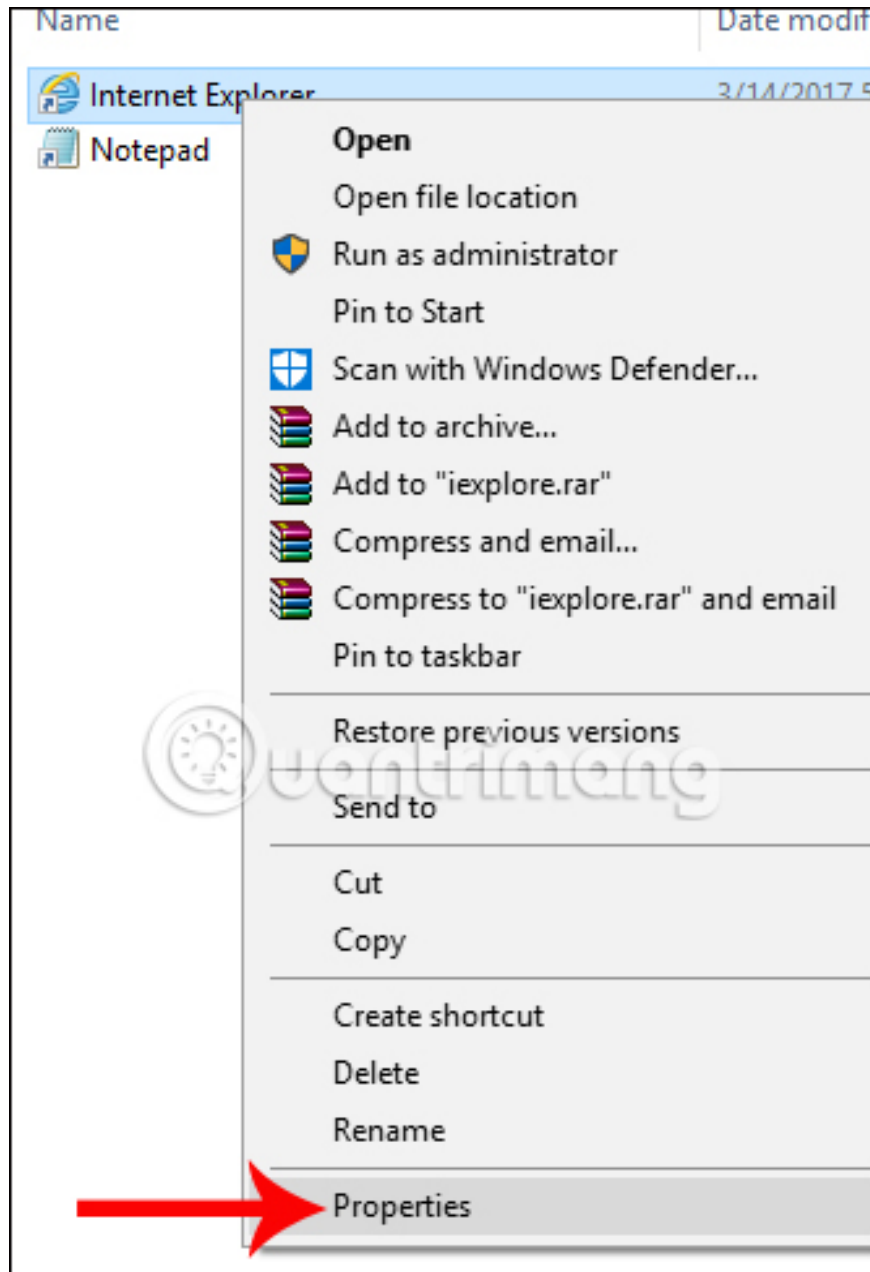 Name Date modif
Internet Explorer 3/14/2017 5
Notepad
Open
Open file location
Run as administrator
Pin to Start
Scan with Windows Defender...
Add to archive...
Add to "iexplore.rar"
Compress and email...
Compress to "iexplore.rar" and email
Pin to taskbar
Restore previous versions
Quantrimang
Send to
Cut
Copy
Create shortcut
Delete
Rename
Properties